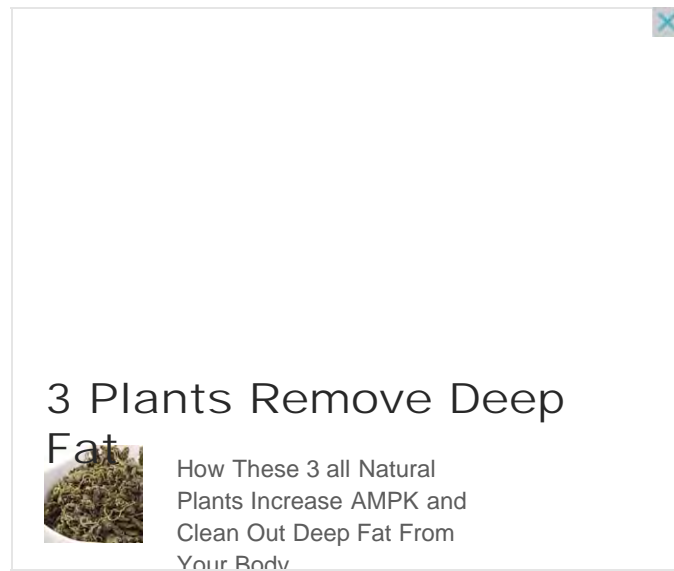 3 Plants Remove Deep
Fat
How These 3 all Natural
Plants Increase AMPK and
Clean Out Deep Fat From
Your Body